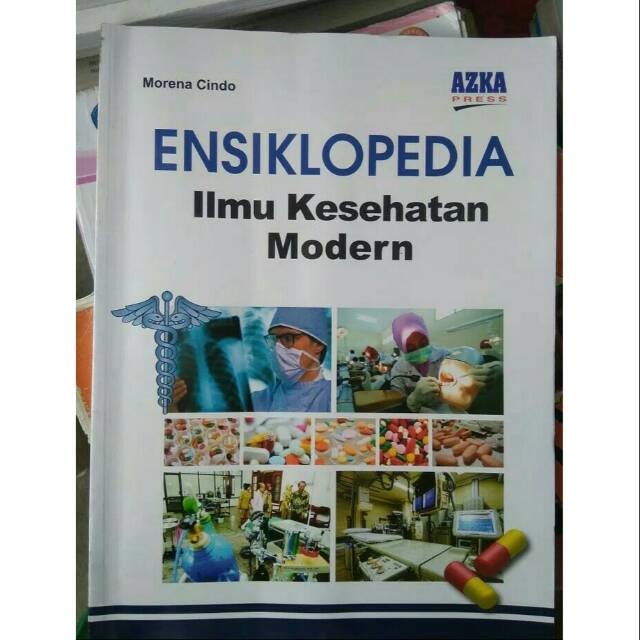 Morena Cindo
AZKA
PRESS
ENSIKLOPEDIA
Ilmu Kesehatan
Modern